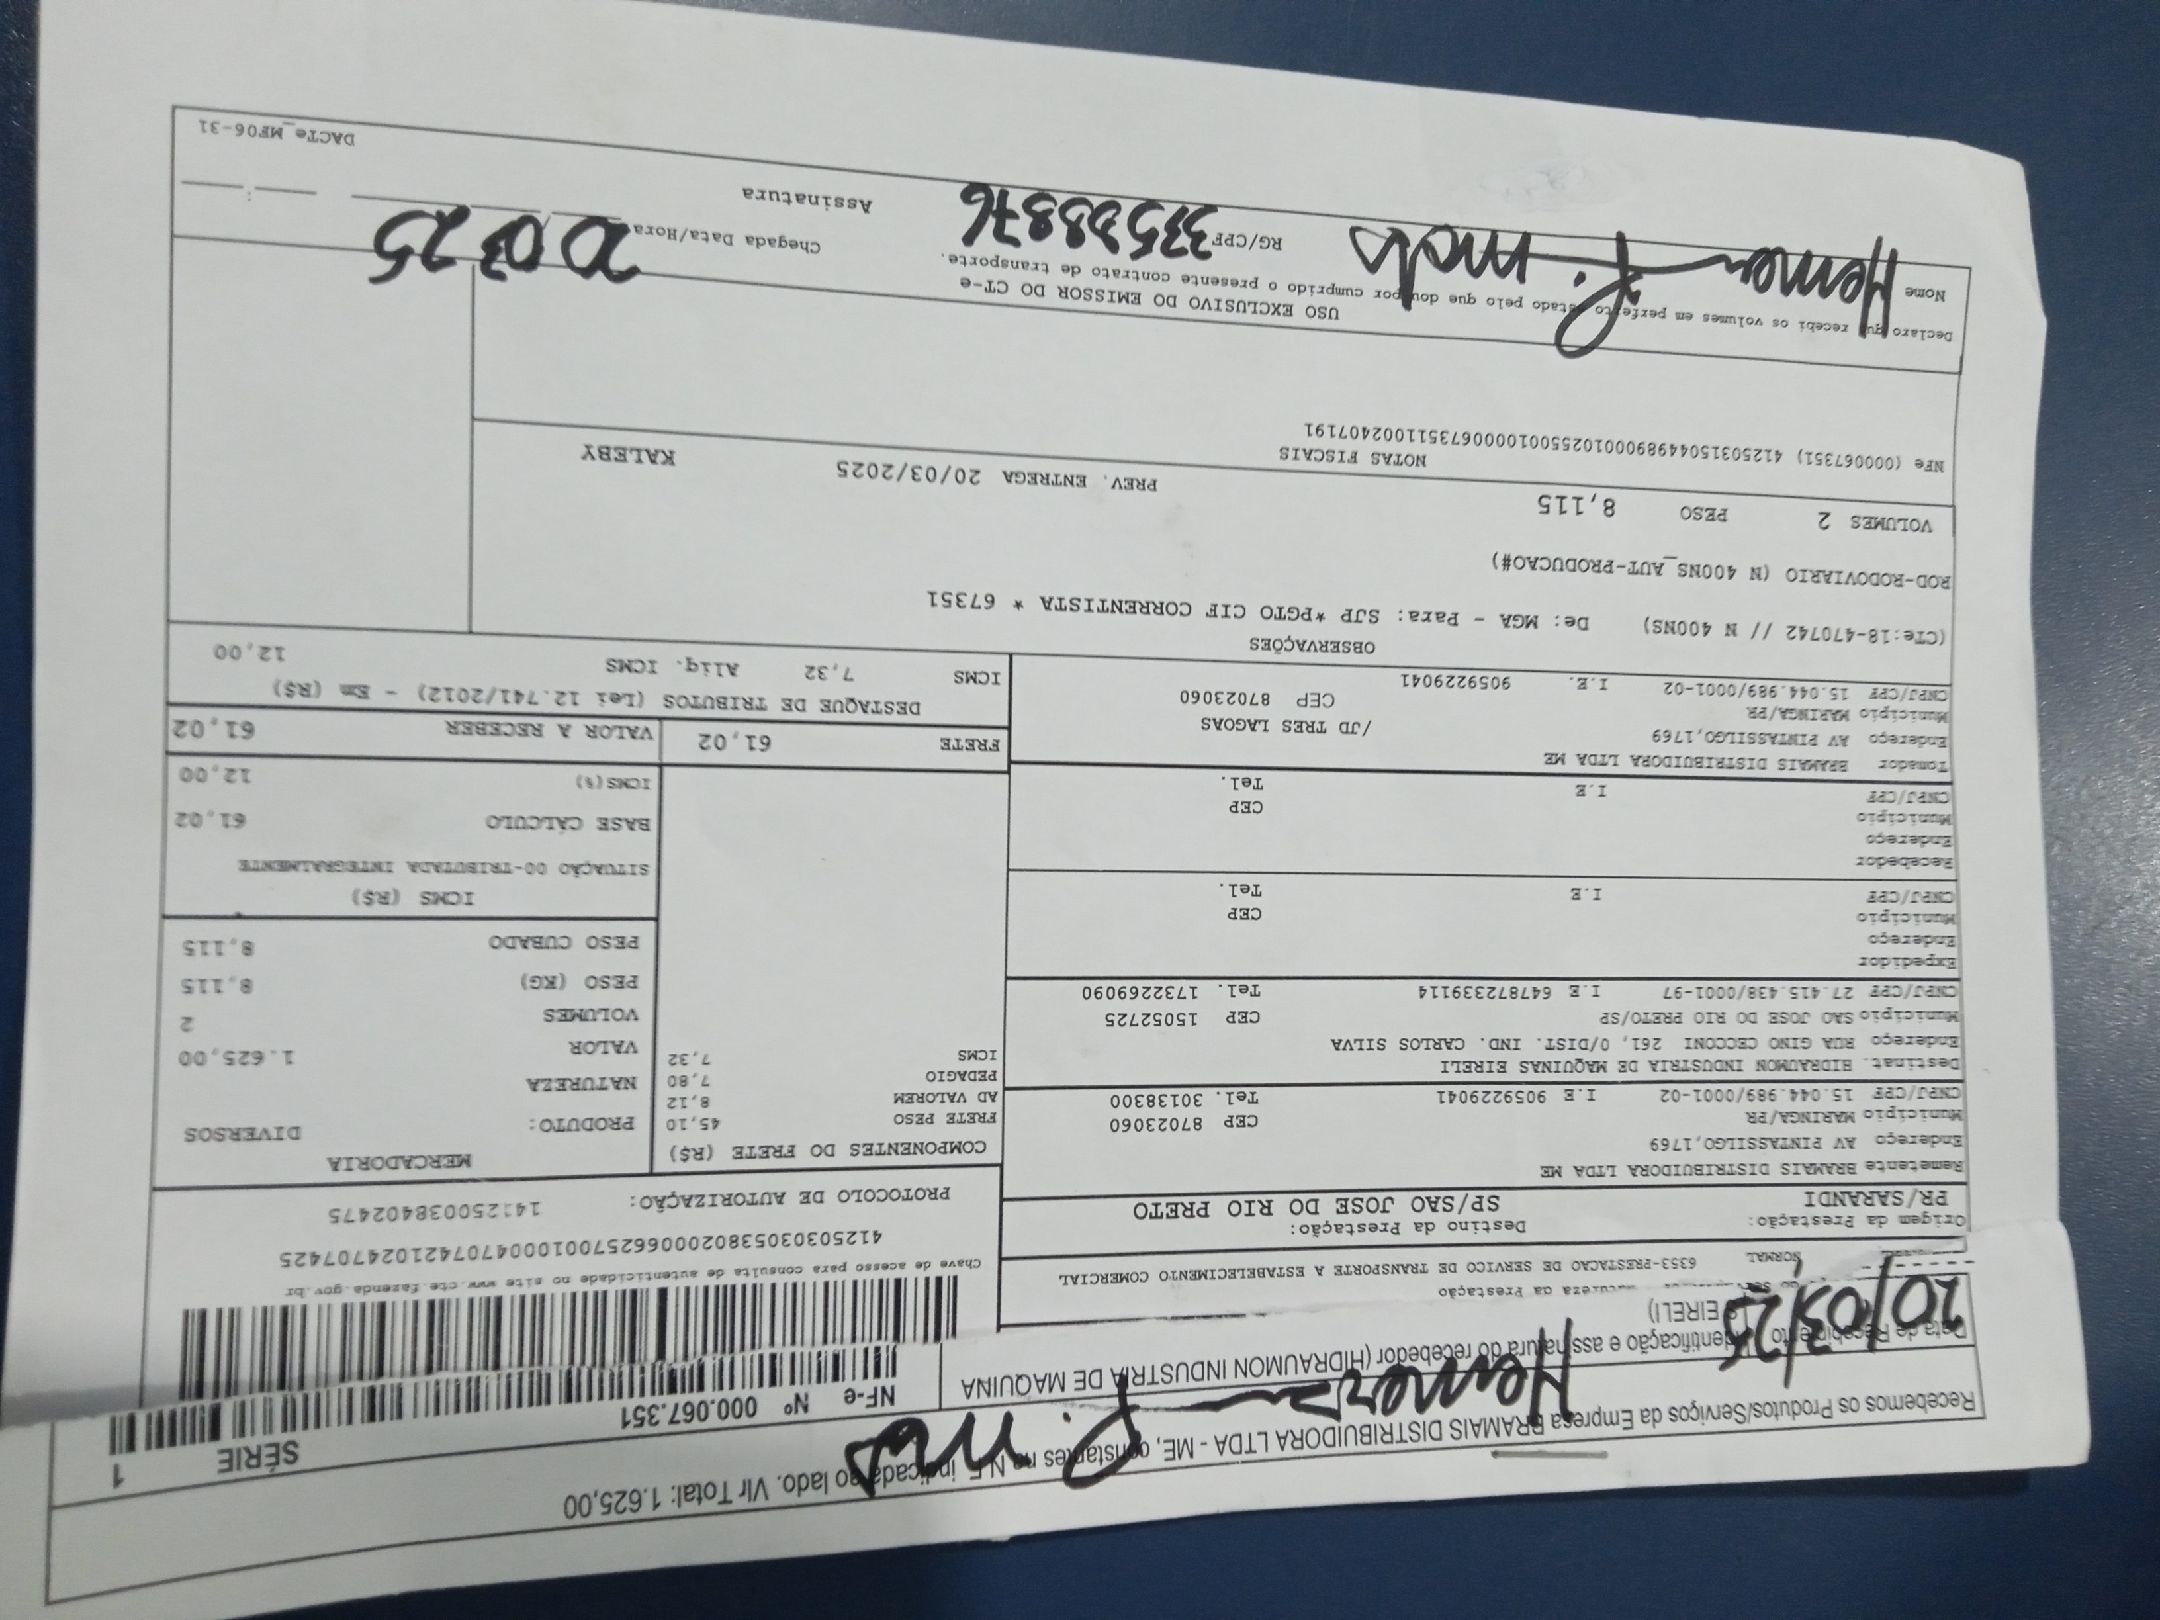 Recebemos os Produtos/Serviços da Empresa BRAMAIS DISTRIBUIDORA LTDA - ME, constantes na N.F. indicada ao lado. Vlr Total: 1.625,00
NF-e Nº 000.067.351
SÉRIE 1
Data de Recebimento Identificação e assinatura do recebedor (HIDRAUMON INDUSTRIA DE MAQUINA
EIRELI)
20/03/25
NORMAL 6353-PRESTACAO DE SERVICO DE TRANSPORTE A ESTABELECIMENTO COMERCIAL
Chave de acesso para consulta de autenticidade no site www.cte.fazenda.gov.br
PROTOCOLO DE AUTORIZAÇÃO:
Origem da Prestação: Destino da Prestação:
PR/SARANDI SP/SAO JOSE DO RIO PRETO
Remetente BRAMAIS DISTRIBUIDORA LTDA ME
Endereço AV PINTASSILGO,1769
Município MARINGA/PR CEP 87023060
CNPJ/CPF 15.044.989/0001-02 I.E 9059229041 Tel. 30138300
Destinat. HIDRAUMON INDUSTRIA DE MAQUINAS EIRELI
Endereço RUA GINO CECCONI 261, 0/DIST. IND. CARLOS SILVA
Município SAO JOSE DO RIO PRETO/SP CEP 15052725
CNPJ/CPF 27.415.438/0001-97 I.E 647872339114 Tel. 1732269090
Expedidor
Endereço
Município CEP
CNPJ/CPF I.E Tel.
Recebedor
Endereço
Município CEP
CNPJ/CPF I.E Tel.
Tomador BRAMAIS DISTRIBUIDORA LTDA ME
Endereço AV PINTASSILGO,1769 /JD TRES LAGOAS
Município MARINGA/PR CEP 87023060
CNPJ/CPF 15.044.989/0001-02 I.E. 9059229041
COMPONENTES DO FRETE (R$)
FRETE PESO 45,10
AD VALOREM 8,12
PEDAGIO 7,80
ICMS 7,32
FRETE 61,02
MERCADORIA
PRODUTO: DIVERSOS
NATUREZA
VALOR 1.625,00
VOLUMES 2
PESO (KG) 8,115
PESO CUBADO 8,115
ICMS (R$)
SITUAÇÃO 00-TRIBUTADA INTEGRALMENTE
BASE CÁLCULO 61,02
ICMS(%) 12,00
VALOR A RECEBER 61,02
DESTAQUE DE TRIBUTOS (Lei 12.741/2012) - Em (R$)
ICMS 7,32 Aliq. ICMS 12,00
OBSERVAÇÕES
(CTe:18-470742 // N 400NS) De: MGA - Para: SJP *PGTO CIF CORRENTISTA * 67351
ROD-RODOVIARIO (N 400NS_AUT-PRODUCAO#)
VOLUMES 2 PESO 8,115 PREV. ENTREGA 20/03/2025 KALEBY
NOTAS FISCAIS
NFe (000067351)
USO EXCLUSIVO DO EMISSOR DO CT-e
Declaro que recebi os volumes em perfeito estado pelo que dou por cumprido o presente contrato de transporte.
Nome RG/CPF Chegada Data/Hora
20 03 25
Assinatura
DACTe_MF06-31